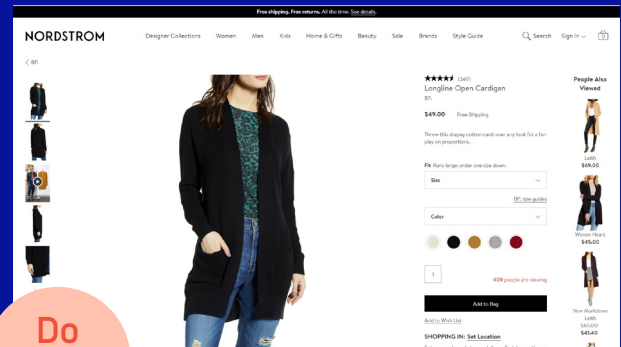 Free shipping. Free returns. All the time. See details.
NORDSTROM
Designer Collections Women Men Kids Home & Gifts Beauty Sale Brands Style Guide Search Sign In 0
BP.
(340)
Longline Open Cardigan
BP.
$49.00 Free Shipping
Throw this drapey cotton cardi over any look for a fun
play on proportions.
Fit: Runs large; order one size down.
Size
BP. size guides
Color
1
409 people are viewing
Add to Bag
Add to Wish List
SHOPPING IN: Set Location
People Also
Viewed
Leith
$69.00
Woven Heart
$45.00
New Markdown
Leith
$69.00
$41.40
Do